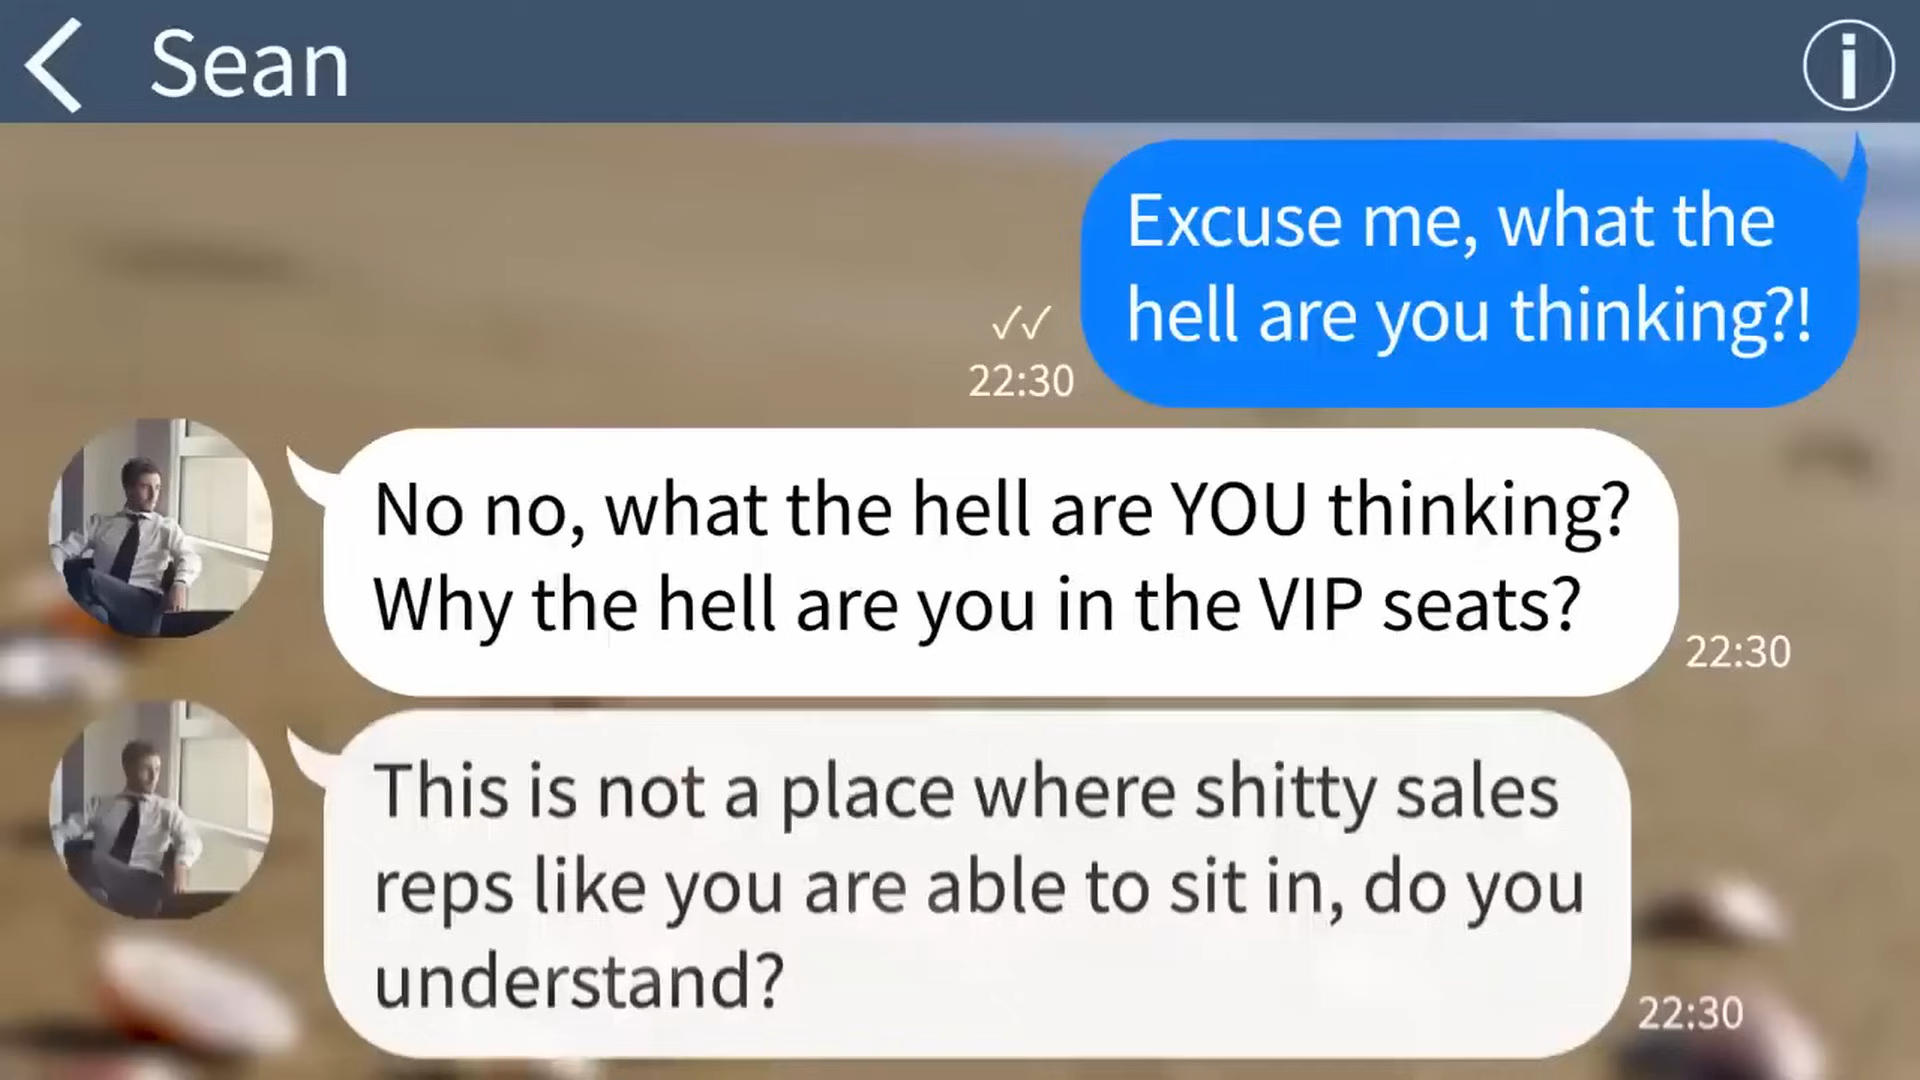 Sean
Excuse me, what the
hell are you thinking?!
✓✓
22:30
No no, what the hell are YOU thinking?
Why the hell are you in the VIP seats?
22:30
This is not a place where shitty sales
reps like you are able to sit in, do you
understand?
22:30